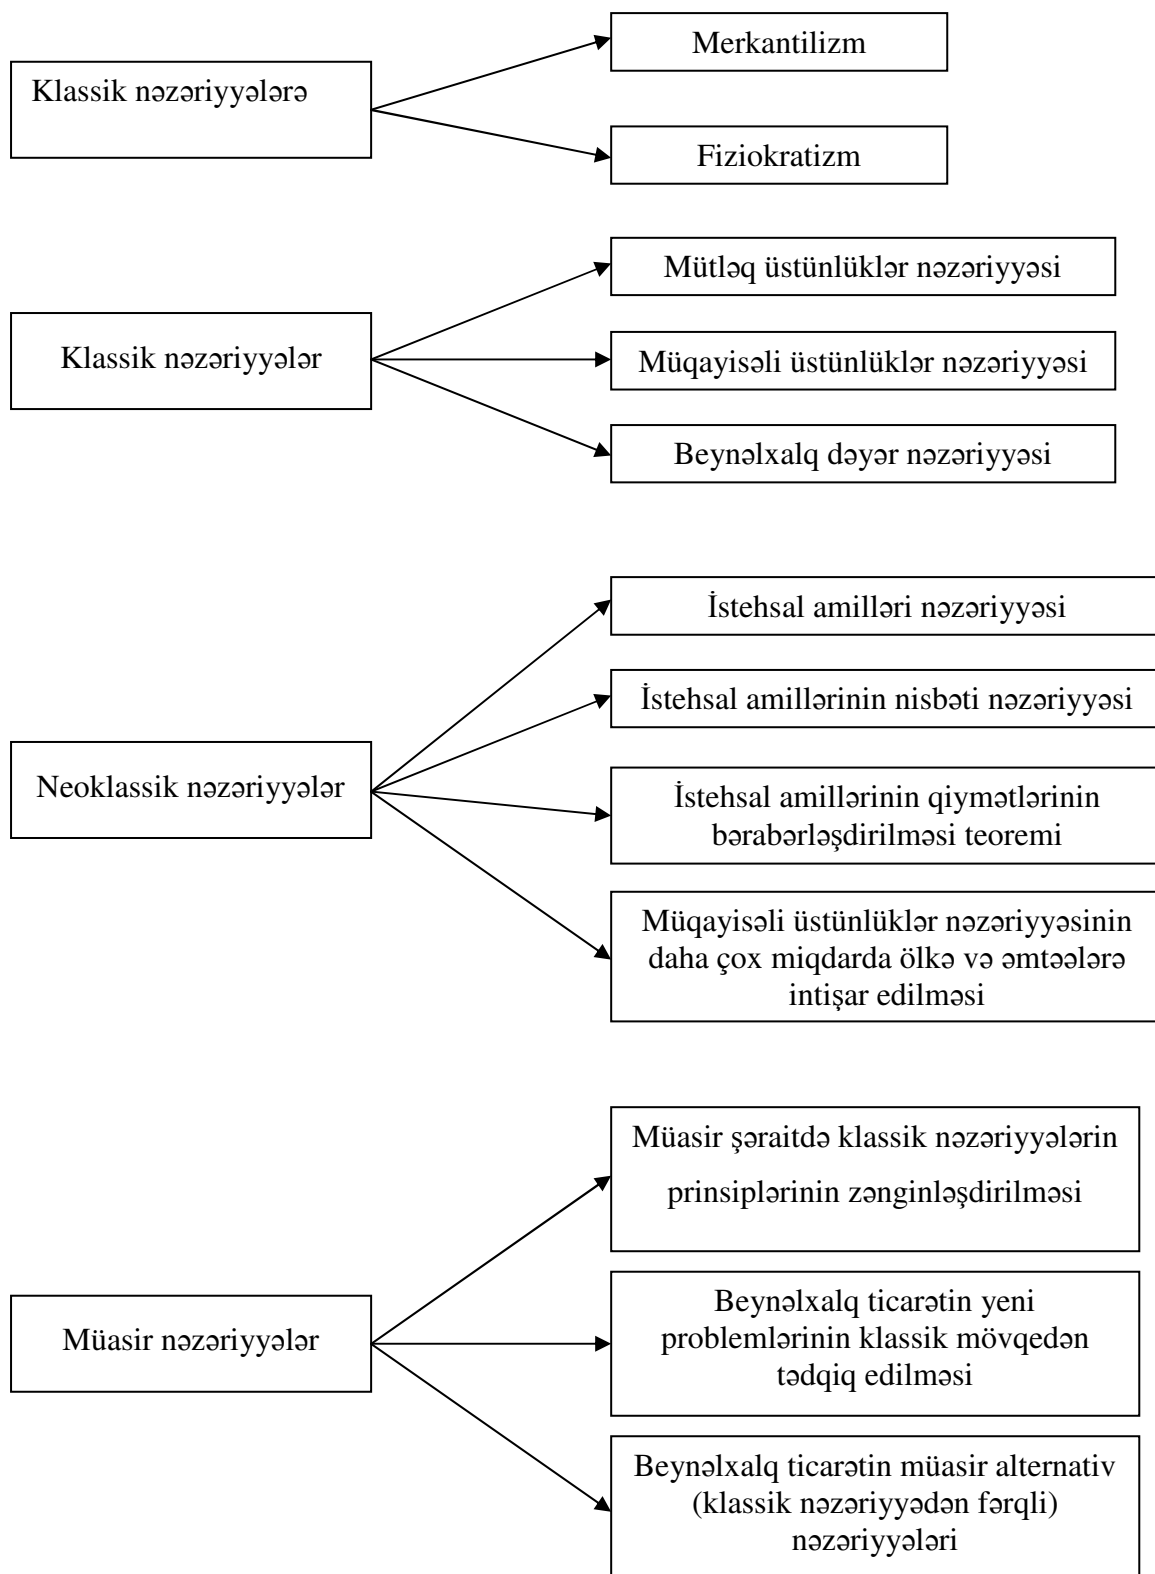 Merkantilizm
Klassik nəzəriyyələrə
Fiziokratizm
Mütləq üstünlüklər nəzəriyyəsi
Klassik nəzəriyyələr
Müqayisəli üstünlüklər nəzəriyyəsi
Beynəlxalq dəyər nəzəriyyəsi
İstehsal amilləri nəzəriyyəsi
İstehsal amillərinin nisbəti nəzəriyyəsi
Neoklassik nəzəriyyələr
İstehsal amillərinin qiymətlərinin
bərabərləşdirilməsi teoremi
Müqayisəli üstünlüklər nəzəriyyəsinin
daha çox miqdarda ölkə və əmtəələrə
intişar edilməsi
Müasir şəraitdə klassik nəzəriyyələrin
prinsiplərinin zənginləşdirilməsi
Müasir nəzəriyyələr
Beynəlxalq ticarətin yeni
problemlərinin klassik mövqedən
tədqiq edilməsi
Beynəlxalq ticarətin müasir alternativ
(klassik nəzəriyyədən fərqli)
nəzəriyyələri